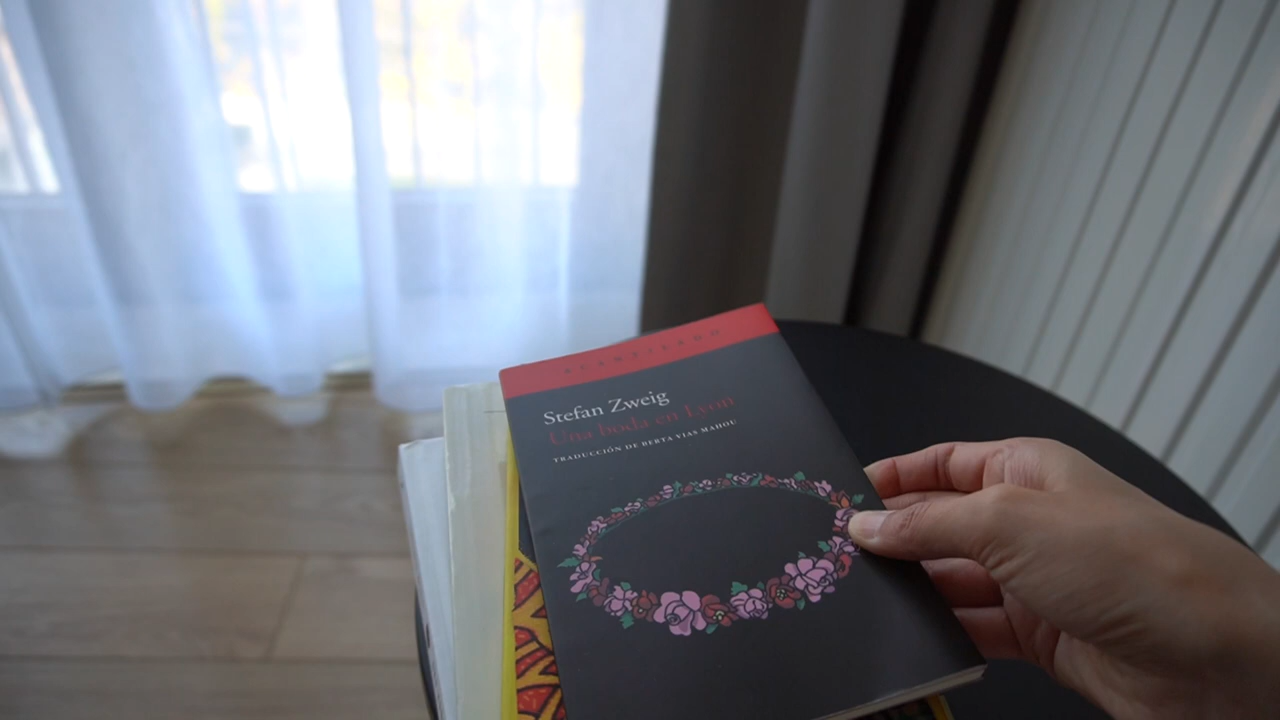 ACANTILADO
Stefan Zweig
Una boda en Lyon
TRADUCCIÓN DE BERTA VIAS MAHOU